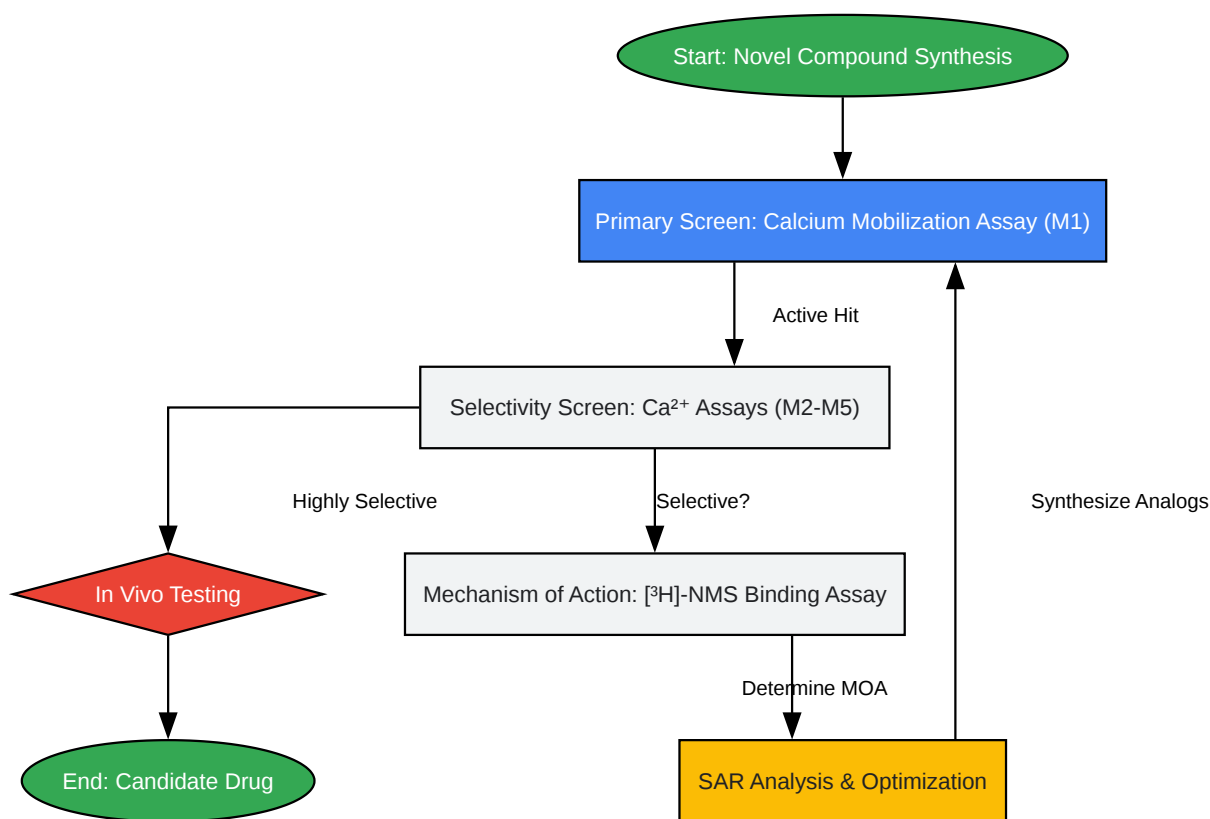 Start: Novel Compound Synthesis
Primary Screen: Calcium Mobilization Assay (M1)
Active Hit
Selectivity Screen: Ca²⁺ Assays (M2-M5)
Highly Selective
Selective?
Synthesize Analogs
In Vivo Testing
Mechanism of Action: [³H]-NMS Binding Assay
Determine MOA
End: Candidate Drug
SAR Analysis & Optimization